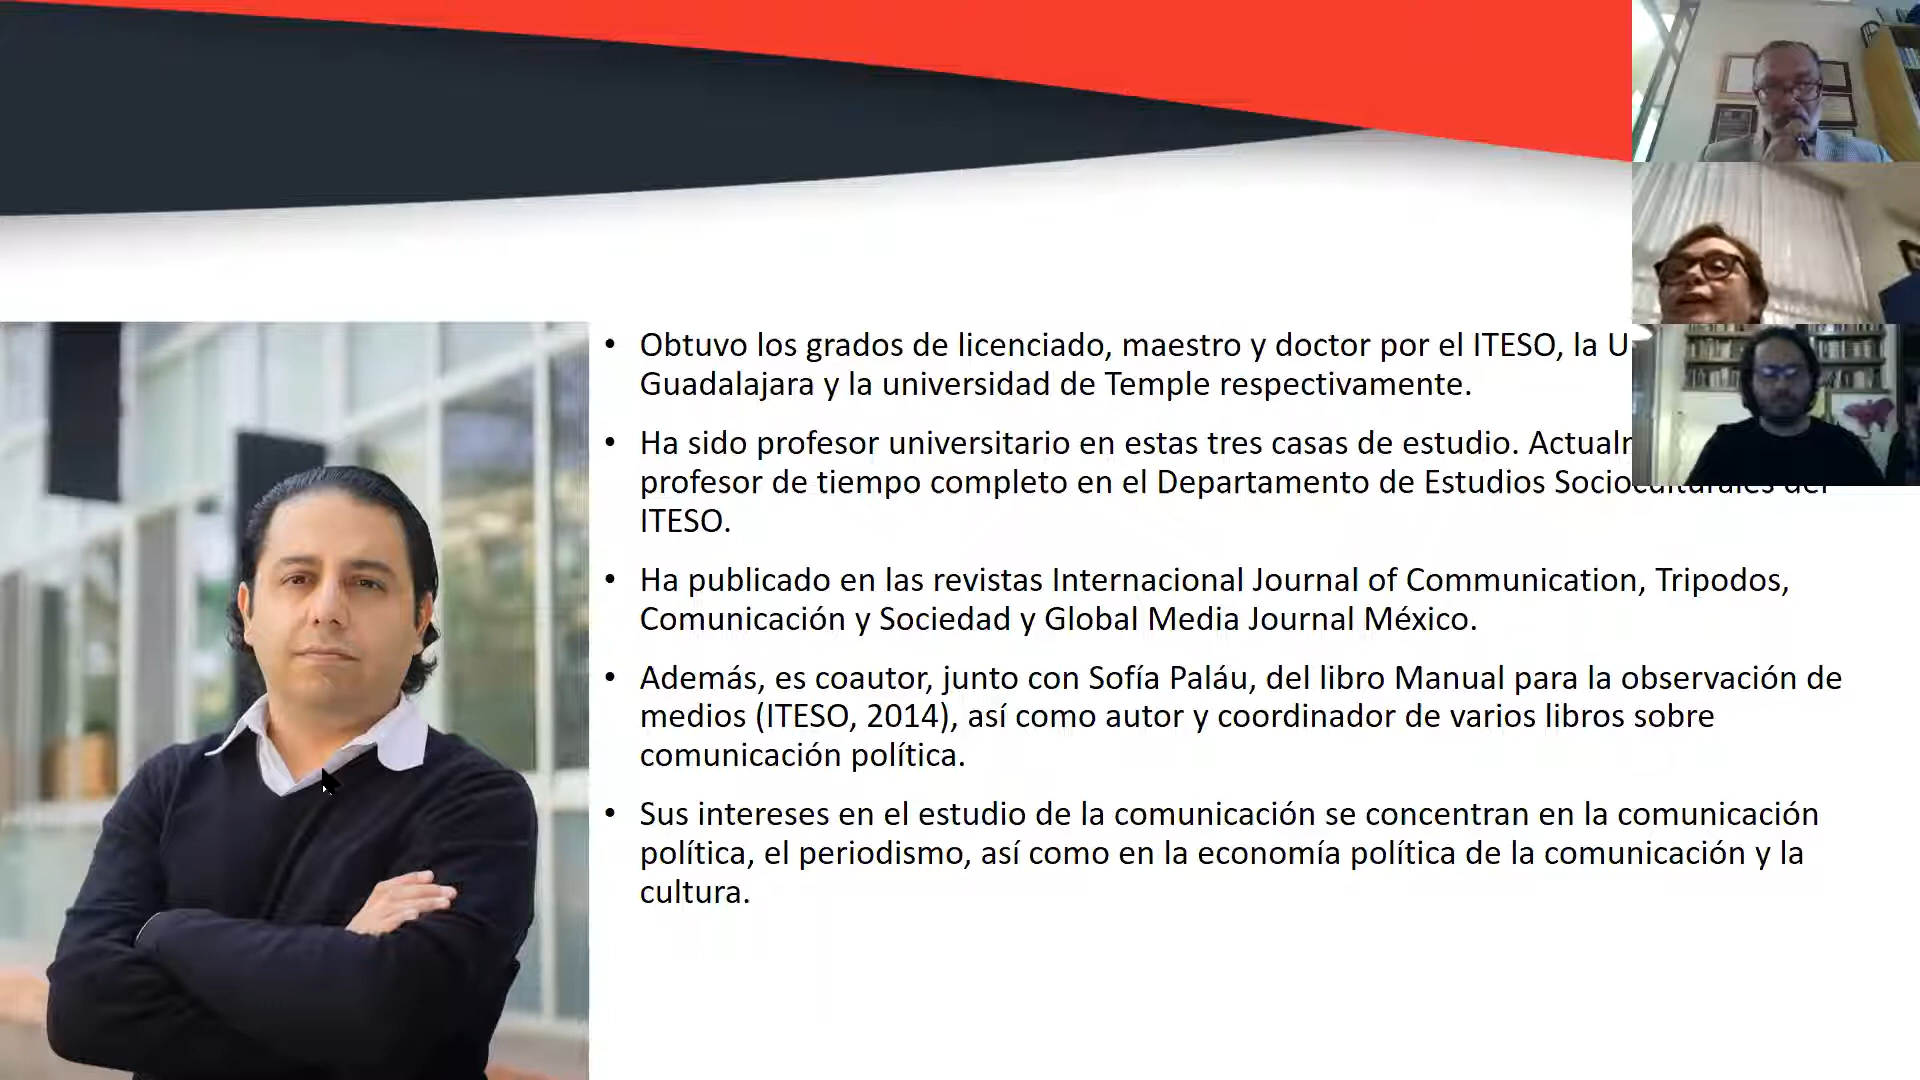 • Obtuvo los grados de licenciado, maestro y doctor por el ITESO, la U
Guadalajara y la universidad de Temple respectivamente.
• Ha sido profesor universitario en estas tres casas de estudio.
profesor de tiempo completo en el Departamento de Estudios Socioculturales del
ITESO.
• Ha publicado en las revistas Internacional Journal of Communication, Tripodos,
Comunicación y Sociedad y Global Media Journal México.
• Además, es coautor, junto con Sofía Paláu, del libro Manual para la observación de
medios (ITESO, 2014), así como autor y coordinador de varios libros sobre
comunicación política.
• Sus intereses en el estudio de la comunicación se concentran en la comunicación
política, el periodismo, así como en la economía política de la comunicación y la
cultura.